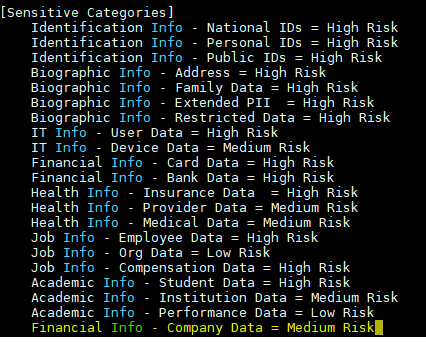 [Sensitive Categories]
Identification Info - National IDs = High Risk
Identification Info - Personal IDs = High Risk
Identification Info - Public IDs = High Risk
Biographic Info - Address = High Risk
Biographic Info - Family Data = High Risk
Biographic Info - Extended PII  = High Risk
Biographic Info - Restricted Data = High Risk
IT Info - User Data = High Risk
IT Info - Device Data = Medium Risk
Financial Info - Card Data = High Risk
Financial Info - Bank Data = High Risk
Health Info - Insurance Data  = High Risk
Health Info - Provider Data = Medium Risk
Health Info - Medical Data = Medium Risk
Job Info - Employee Data = High Risk
Job Info - Org Data = Low Risk
Job Info - Compensation Data = High Risk
Academic Info - Student Data = High Risk
Academic Info - Institution Data = Medium Risk
Academic Info - Performance Data = Low Risk
Financial Info - Company Data = Medium Risk